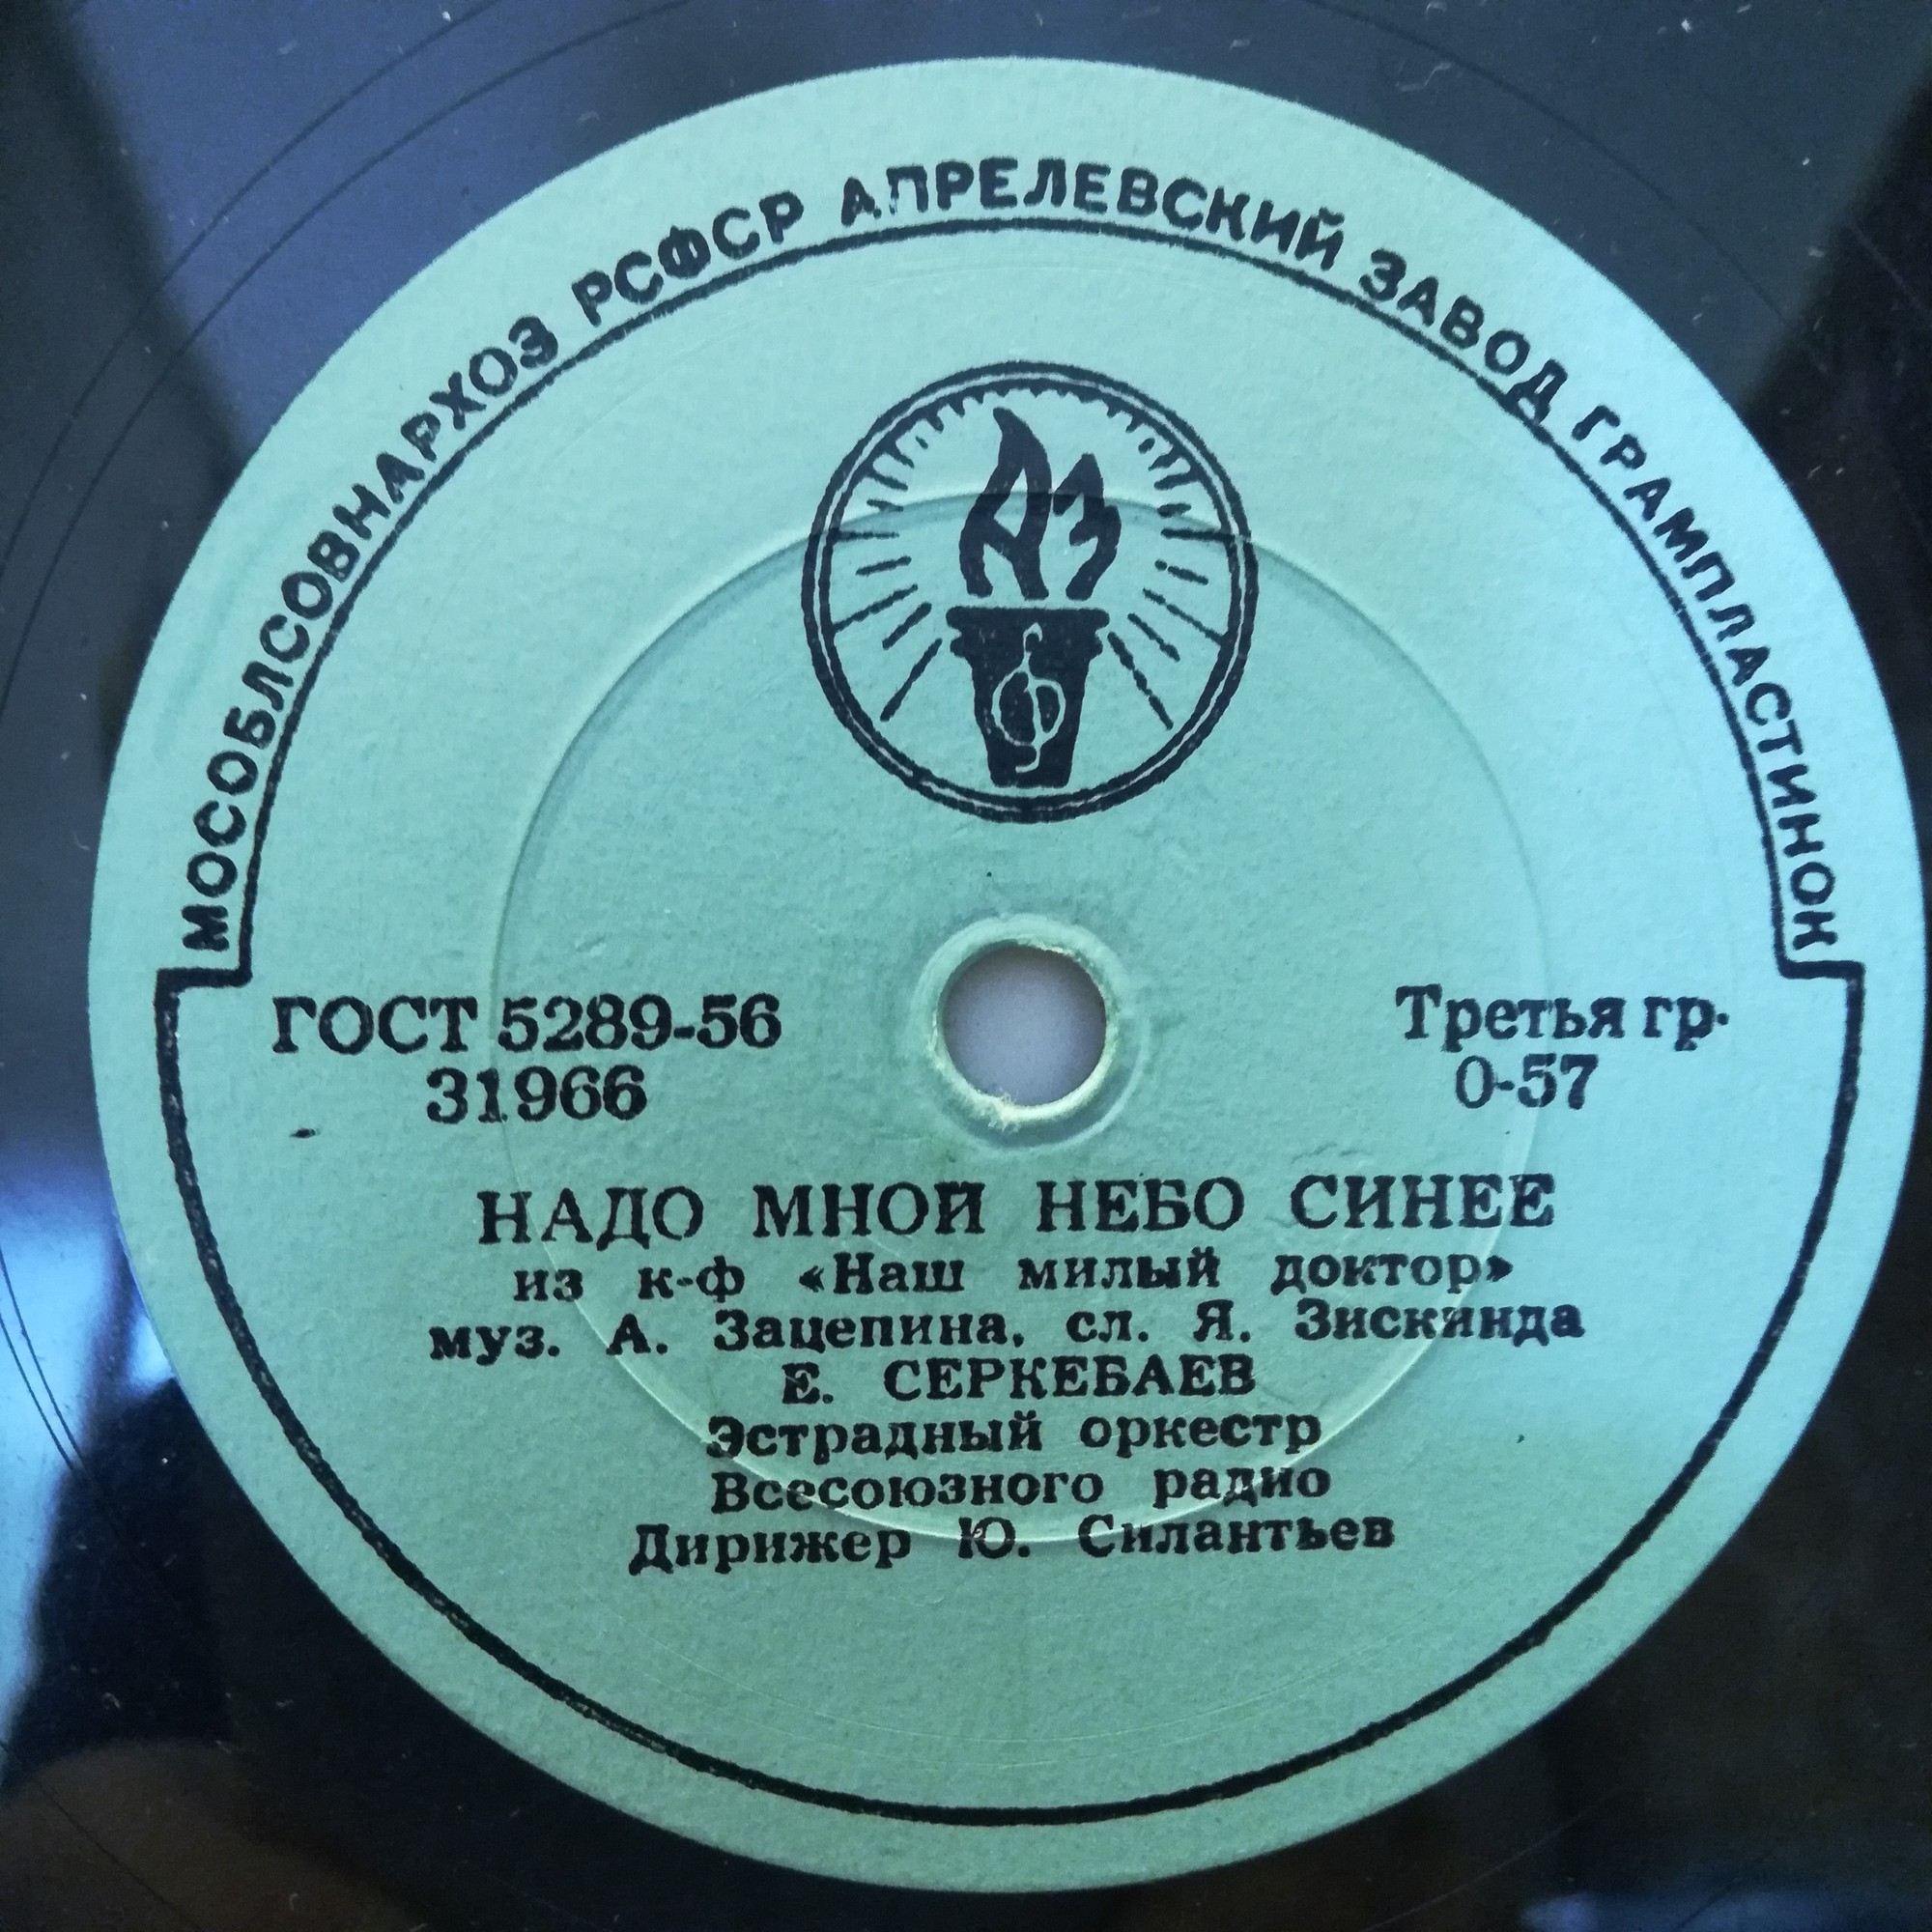 МОСОБЛСОВНАРХОЗ РСФСР АПРЕЛЕВСКИЙ ЗАВОД ГРАМПЛАСТИНОК
АЗ
ГОСТ 5289-56
31966
Третья гр.
0-57
НАДО МНОЙ НЕБО СИНЕЕ
из к-ф «Наш милый доктор»
муз. А. Зацепина, сл. Я. Зискинда
Е. СЕРКЕБАЕВ
Эстрадный оркестр
Всесоюзного радио
Дирижер Ю. Силантьев